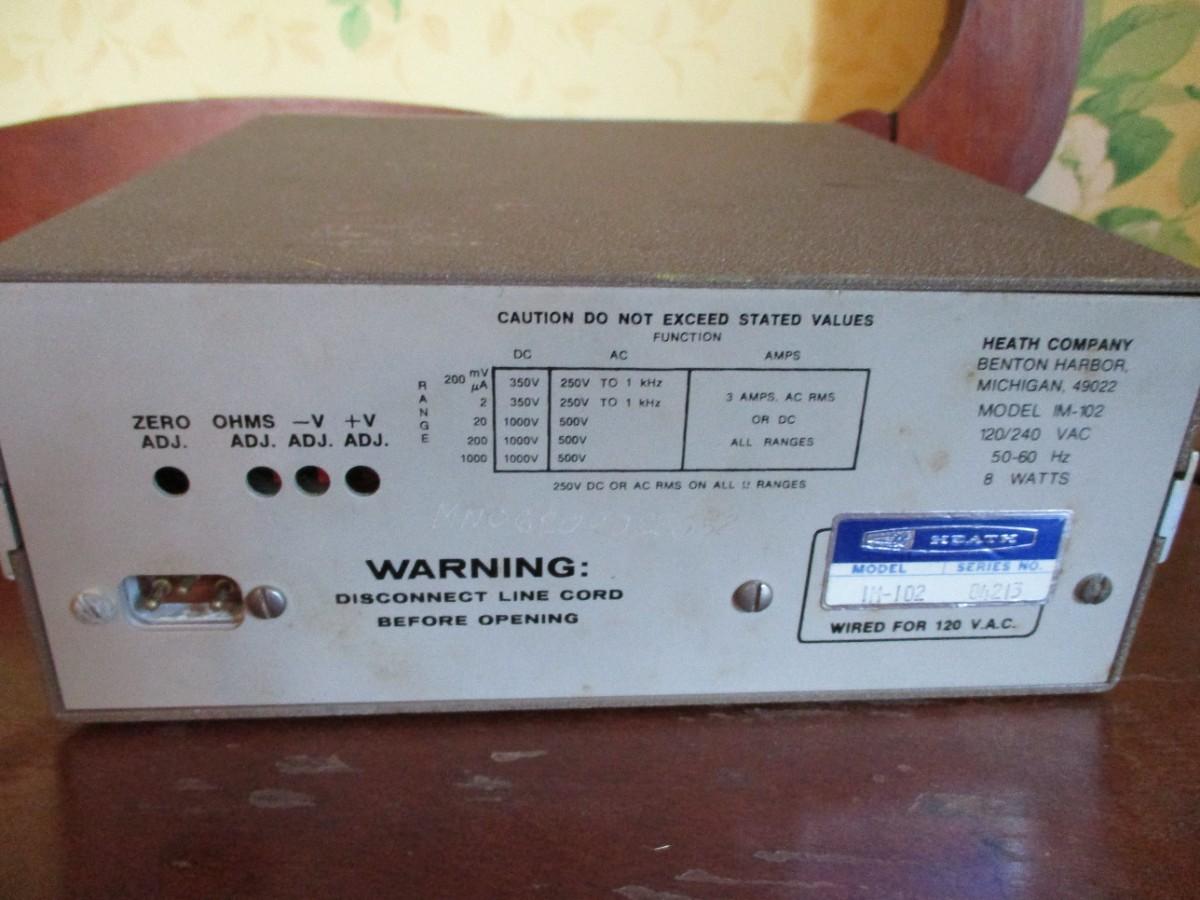 CAUTION DO NOT EXCEED STATED VALUES
FUNCTION
DC AC AMPS
RANGE
200 mV µA 350V 250V TO 1 kHz
2 350V 250V TO 1 kHz
20 1000V 500V
200 1000V 500V
1000 1000V 500V
3 AMPS. AC RMS
OR DC
ALL RANGES
250V DC OR AC RMS ON ALL Ω RANGES
HEATH COMPANY
BENTON HARBOR,
MICHIGAN, 49022
MODEL IM-102
120/240 VAC
50-60 Hz
8 WATTS
ZERO OHMS –V +V
ADJ. ADJ. ADJ. ADJ.
WARNING:
DISCONNECT LINE CORD
BEFORE OPENING
HEATH
MODEL SERIES NO.
IM-102 04213
WIRED FOR 120 V.A.C.